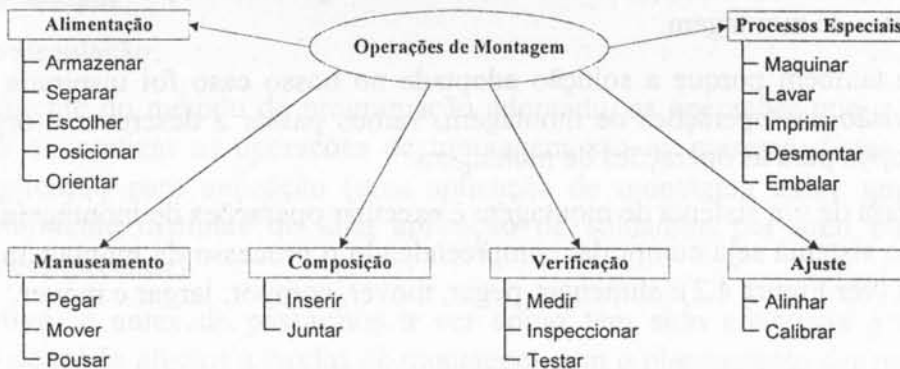 Operações de Montagem
Alimentação
Armazenar
Separar
Escolher
Posicionar
Orientar
Processos Especiais
Maquinar
Lavar
Imprimir
Desmontar
Embalar
Manuseamento
Pegar
Mover
Pousar
Composição
Inserir
Juntar
Verificação
Medir
Inspeccionar
Testar
Ajuste
Alinhar
Calibrar